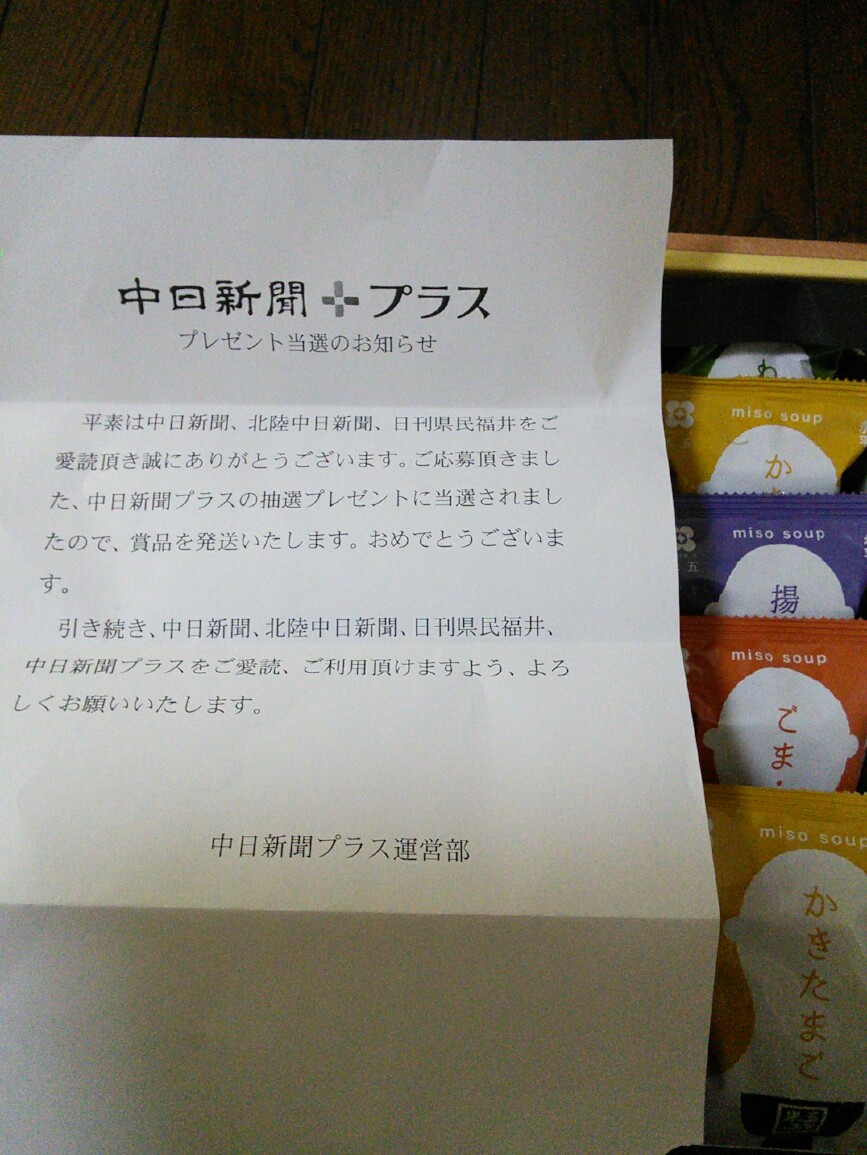 中日新聞プラス
プレゼント当選のお知らせ
平素は中日新聞、北陸中日新聞、日刊県民福井をご
愛読頂き誠にありがとうございます。ご応募頂きまし
た、中日新聞プラスの抽選プレゼントに当選されまし
たので、賞品を発送いたします。おめでとうございま
す。
引き続き、中日新聞、北陸中日新聞、日刊県民福井、
中日新聞プラスをご愛読、ご利用頂けますよう、よろ
しくお願いいたします。
中日新聞プラス運営部
わ
miso soup
かき
miso soup
五
揚
miso soup
ごま・
miso soup
かきたまご